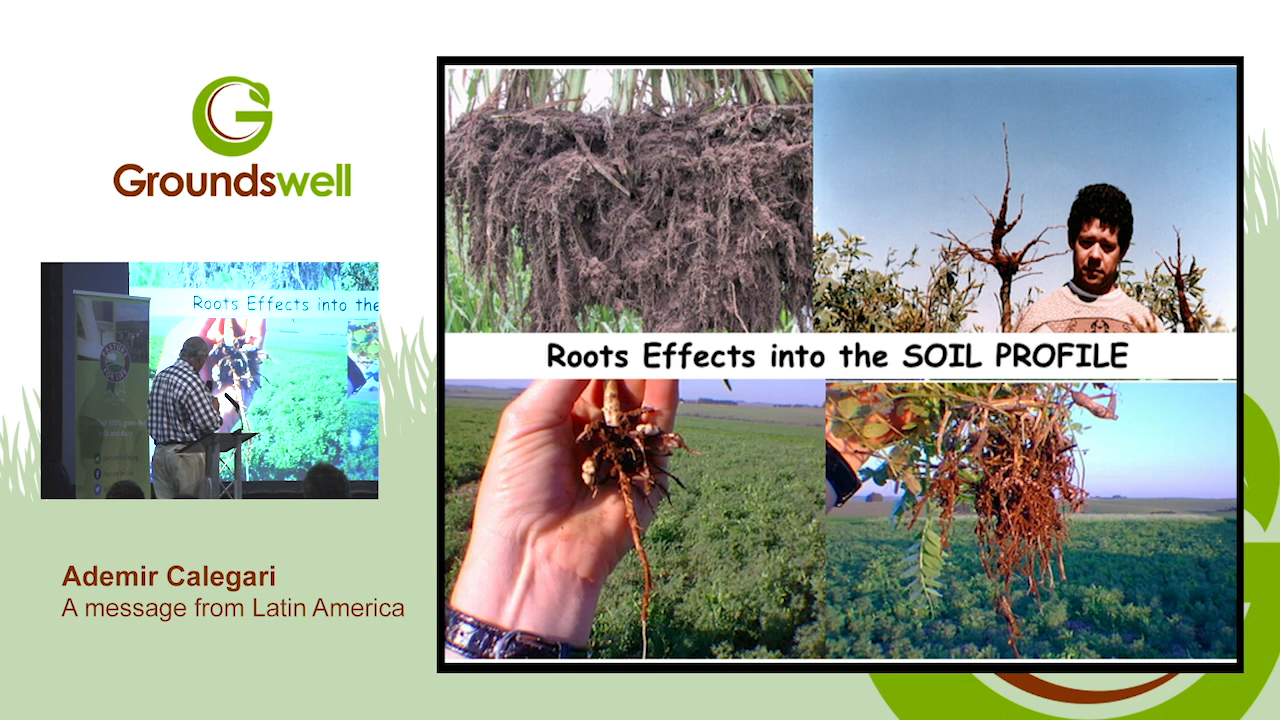 Groundswell
Roots Effects into the
Ademir Calegari
A message from Latin America
Roots Effects into the SOIL PROFILE